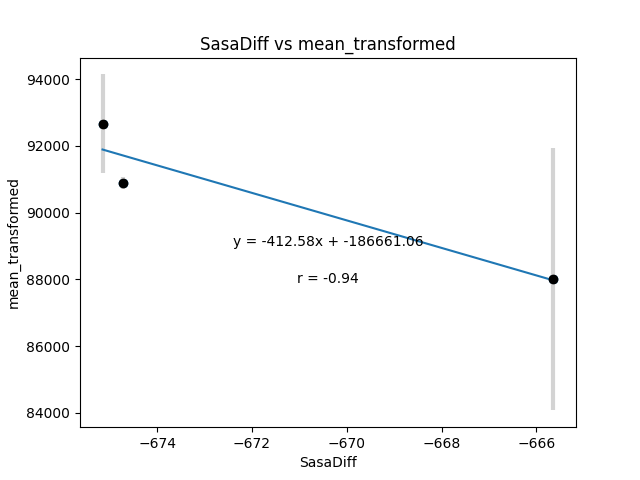 SasaDiff vs mean_transformed
94000
92000
90000
88000
86000
84000
mean_transformed
y = -412.58x + -186661.06
r = -0.94
−674
−672
−670
−668
−666
SasaDiff